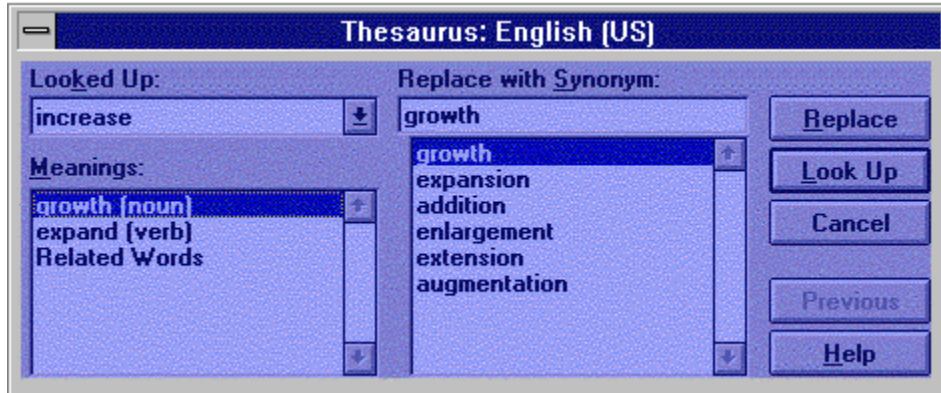 Thesaurus: English (US)
Looked Up:
increase
Meanings:
growth (noun)
expand (verb)
Related Words
Replace with Synonym:
growth
growth
expansion
addition
enlargement
extension
augmentation
Replace
Look Up
Cancel
Previous
Help